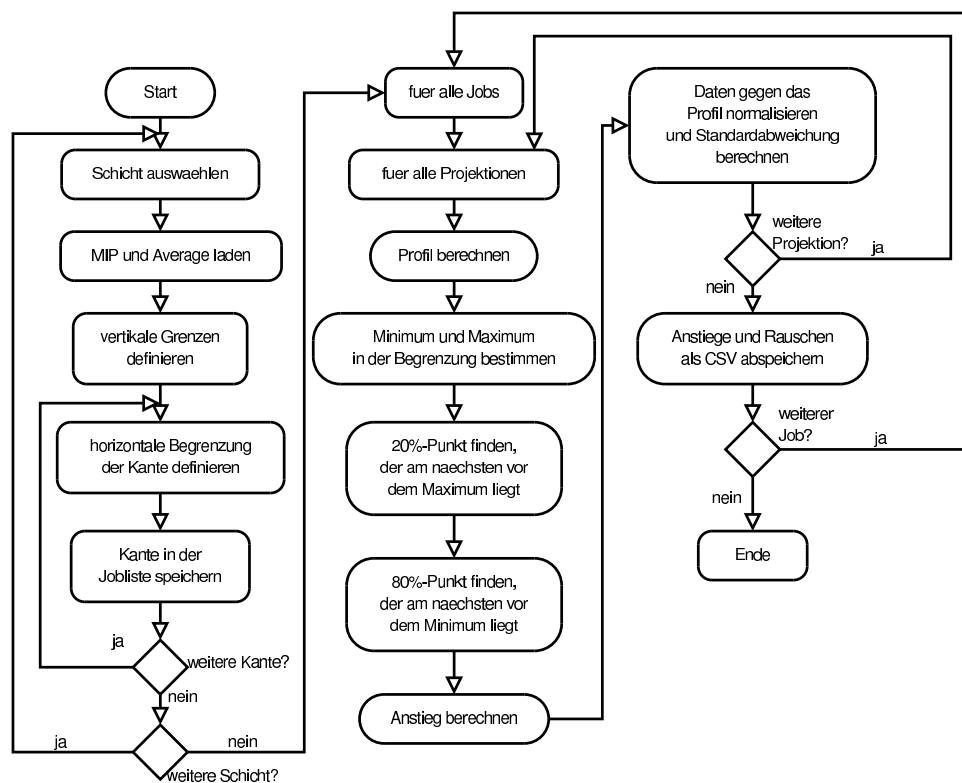 Start
Schicht auswaehlen
MIP und Average laden
vertikale Grenzen
definieren
horizontale Begrenzung
der Kante definieren
Kante in der
Jobliste speichern
ja
weitere Kante?
nein
ja
nein
weitere Schicht?
fuer alle Jobs
fuer alle Projektionen
Profil berechnen
Minimum und Maximum
in der Begrenzung bestimmen
20%-Punkt finden,
der am naechsten vor
dem Maximum liegt
80%-Punkt finden,
der am naechsten vor
dem Minimum liegt
Anstieg berechnen
Daten gegen das
Profil normalisieren
und Standardabweichung
berechnen
weitere
Projektion?
ja
nein
Anstiege und Rauschen
als CSV abspeichern
weiterer
Job?
ja
nein
Ende